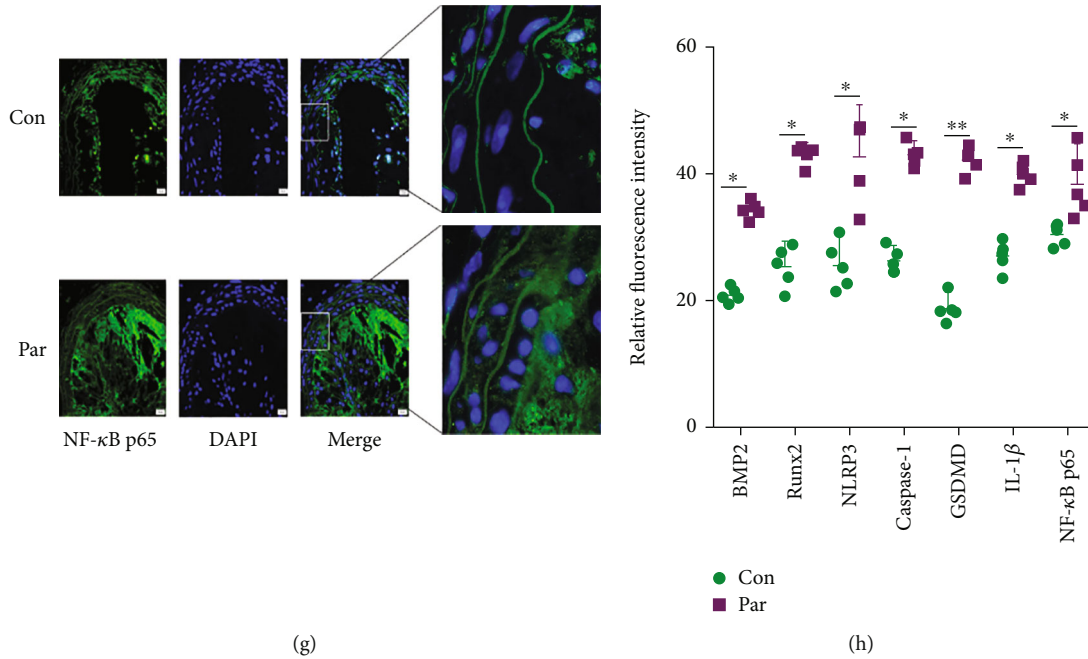 Con
Par
NF-κB p65
DAPI
Merge
(g)
Relative fluorescence intensity
60
40
20
0
*
*
*
*
**
*
*
BMP2
Runx2
NLRP3
Caspase-1
GSDMD
IL-1β
NF-κB p65
Con
Par
(h)